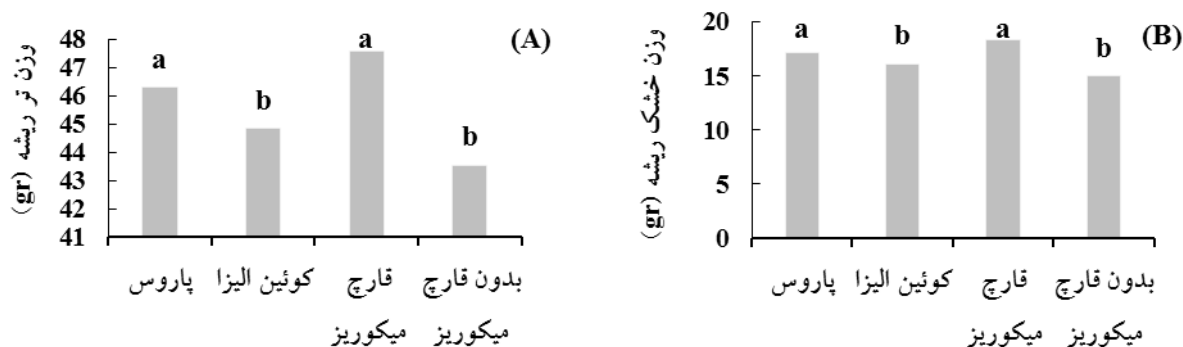 (A)
وزن تر ریشه (gr)
48
47
46
45
44
43
42
41
a
b
a
b
پاروس
کوئین الیزا
قارچ میکوریز
بدون قارچ میکوریز
(B)
وزن خشک ریشه (gr)
20
15
10
5
0
a
b
a
b
پاروس
کوئین الیزا
قارچ میکوریز
بدون قارچ میکوریز